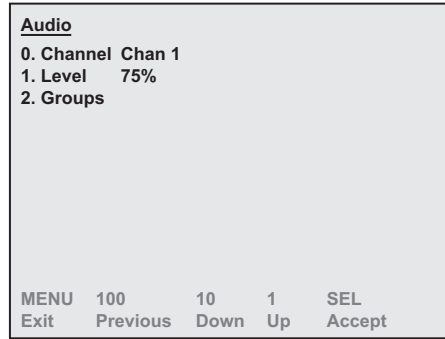 Audio
0. Channel Chan 1
1. Level 75%
2. Groups
MENU 100 10 1 SEL
Exit Previous Down Up Accept